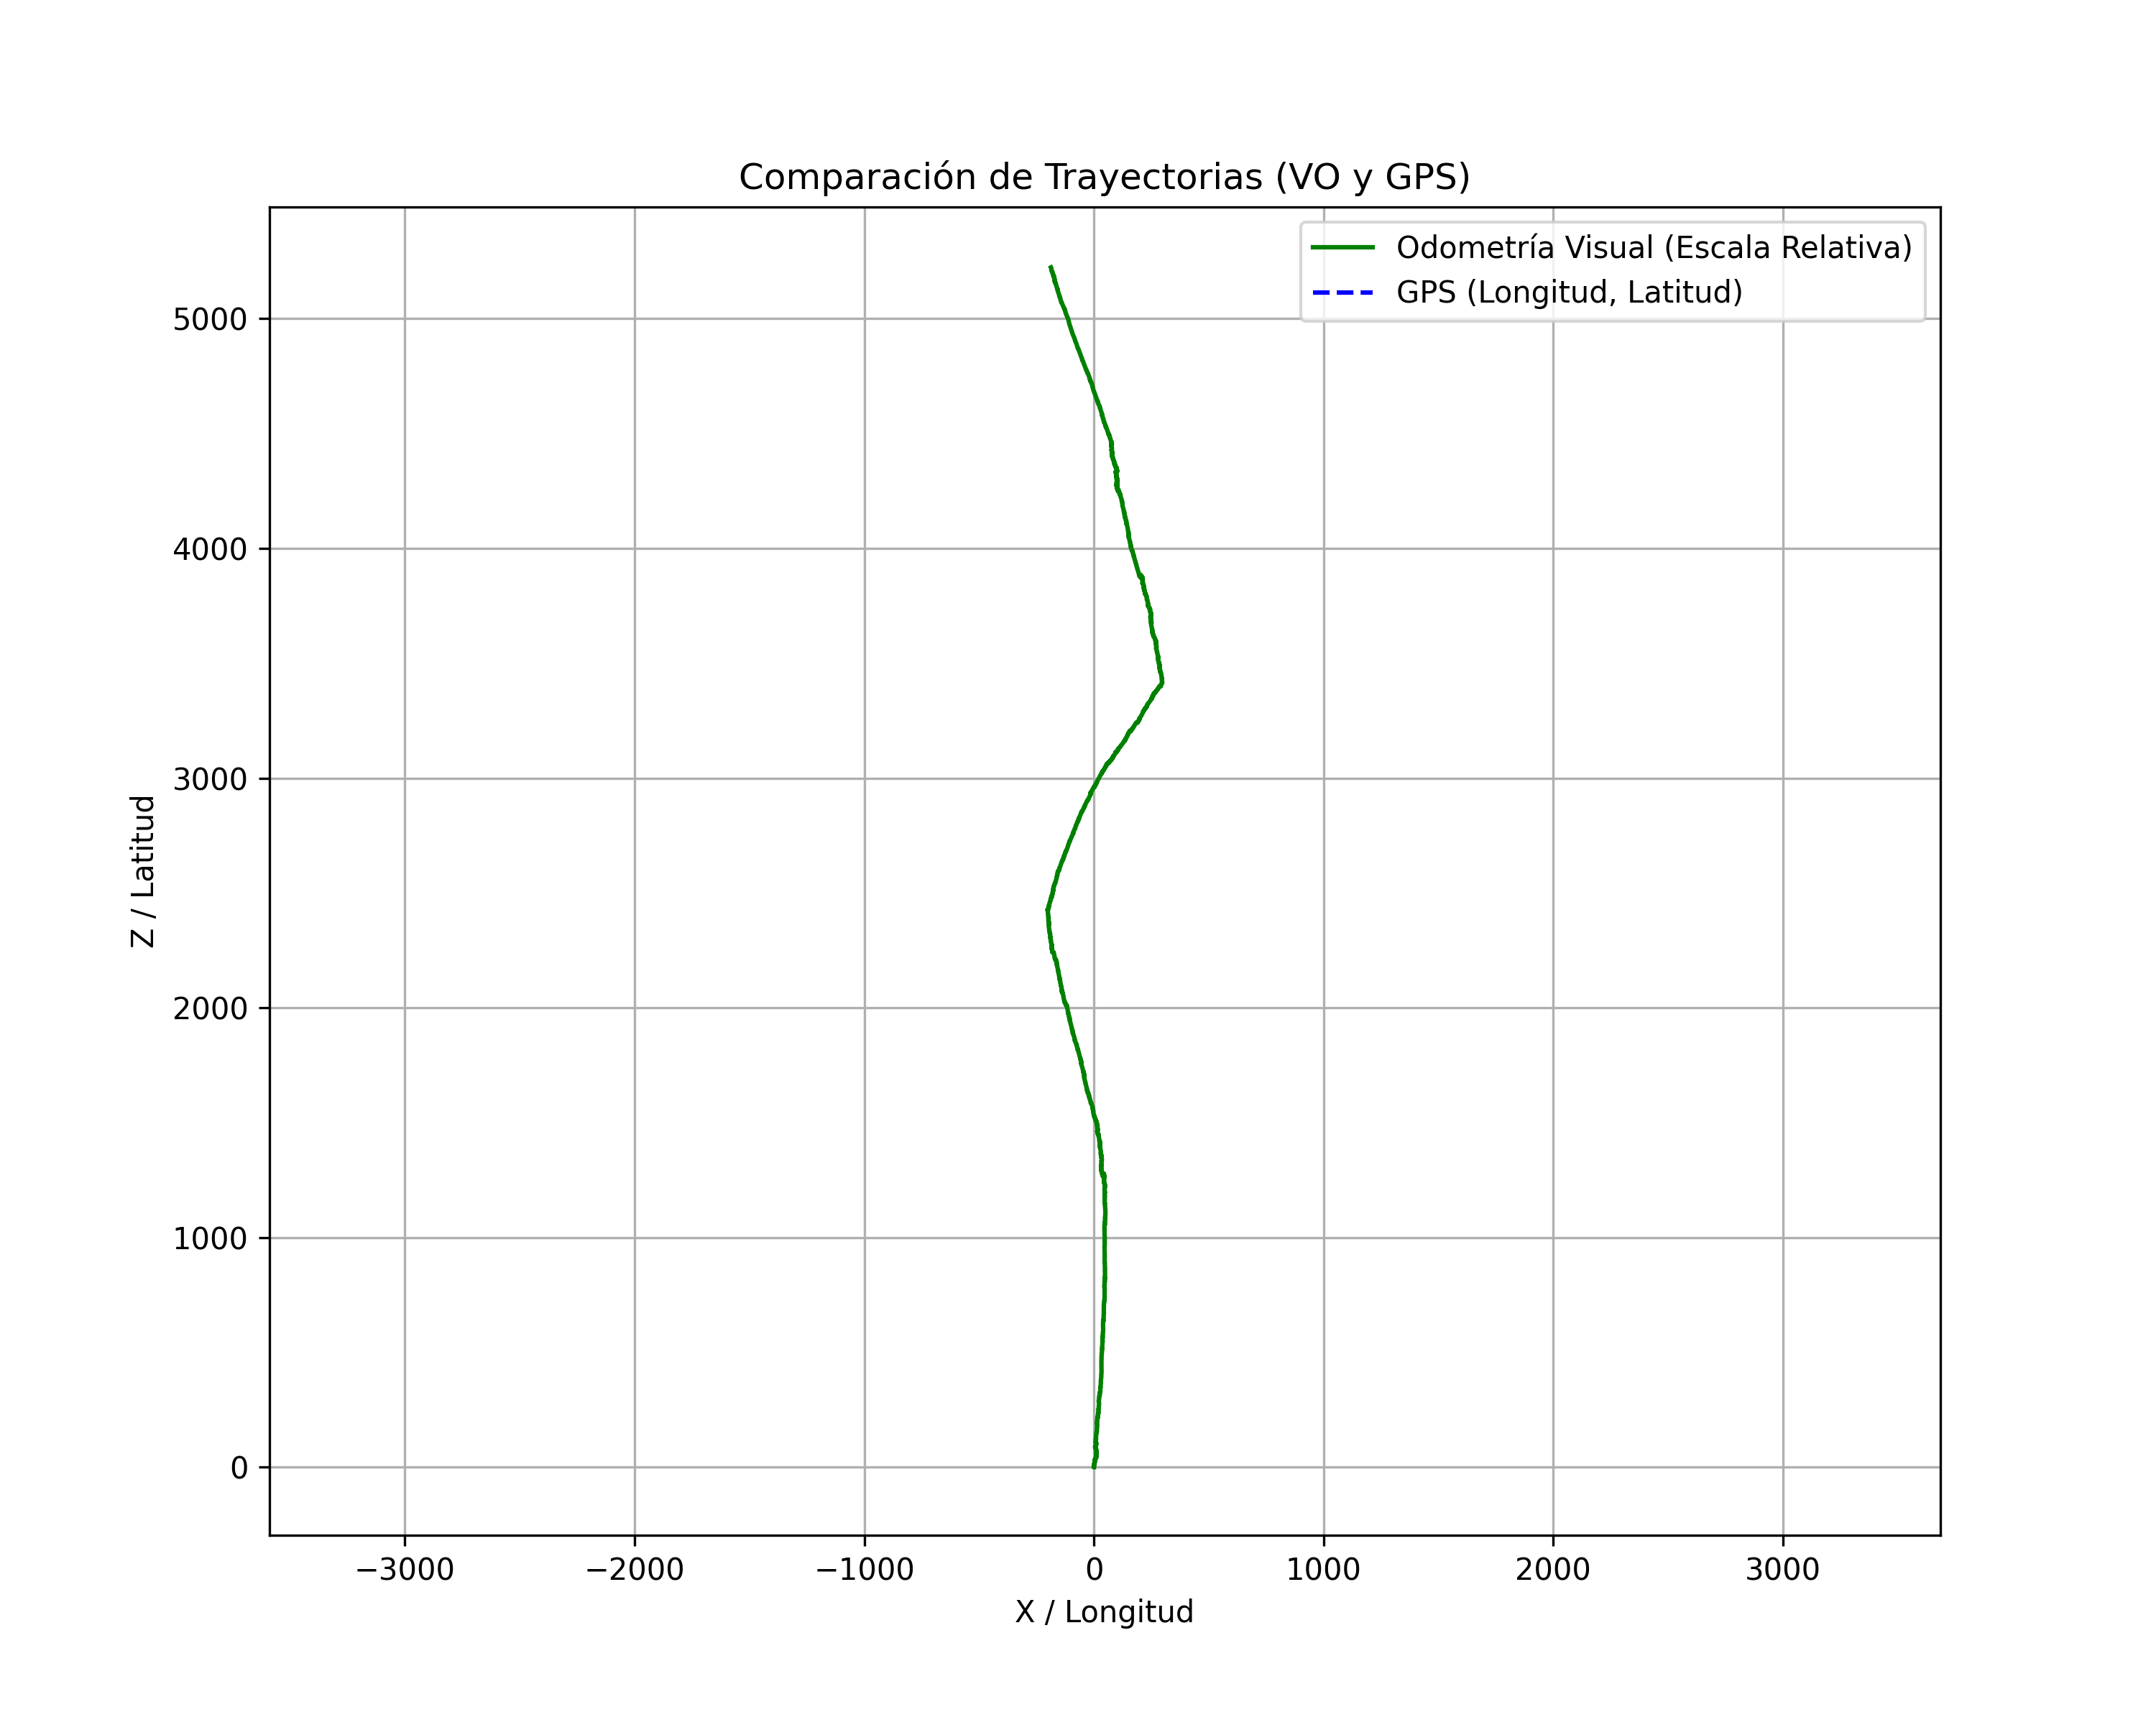 Comparación de Trayectorias (VO y GPS)
Odometría Visual (Escala Relativa)
GPS (Longitud, Latitud)
Z / Latitud
5000
4000
3000
2000
1000
0
−3000 −2000 −1000 0 1000 2000 3000
X / Longitud